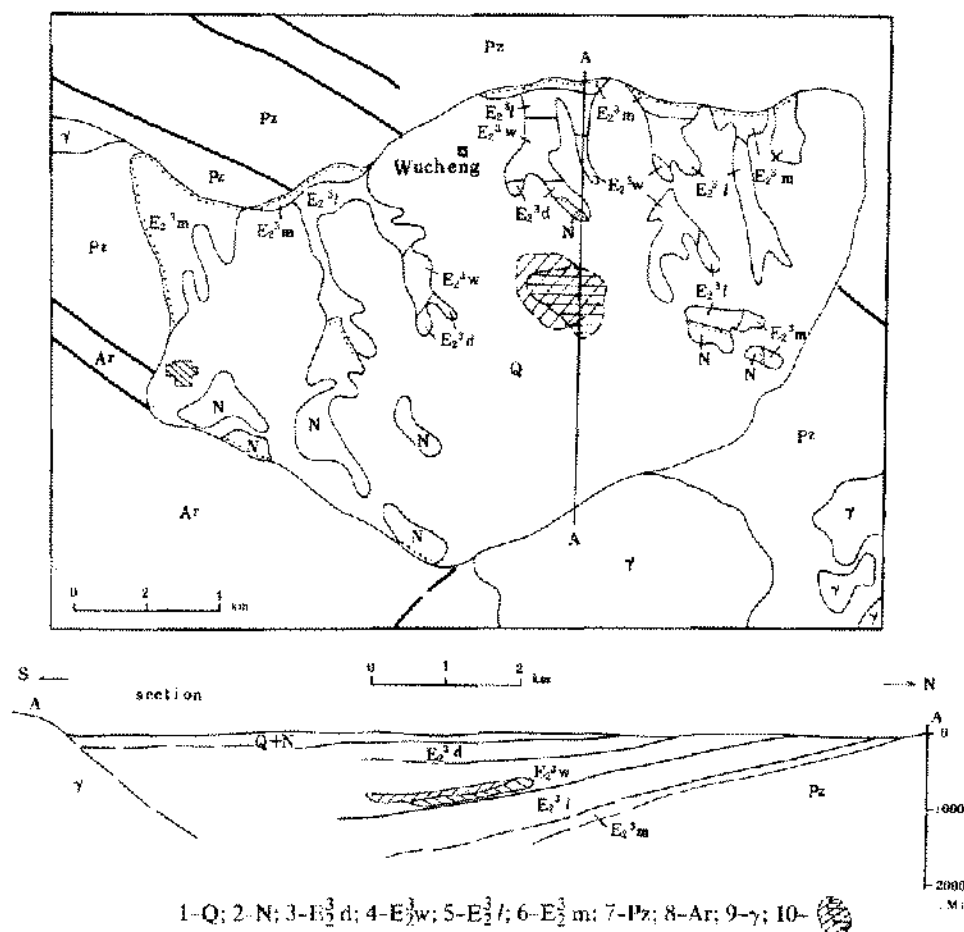 A
Pz
Pz
E₂³l
E₂³m
E₂³w
γ
Wucheng
Pz
E₂³w
E₂³l
E₂³m
E₂³l
E₂³d
E₂³m
E₂³m
N
Pz
E₂³w
E₂³l
E₂³m
E₂³d
N
N
Ar
Q
N
N
N
Pz
N
Ar
A
γ
N
γ
γ
γ
0 2 4
km
S
0 1 2
km
N
A
section
A
0
Q+N
E₂³d
E₂³w
γ
E₂³l
Pz
1000
E₂³m
2000
1-Q; 2-N; 3-E₂³d; 4-E₂³w; 5-E₂³l; 6-E₂³m; 7-Pz; 8-Ar; 9-γ; 10-